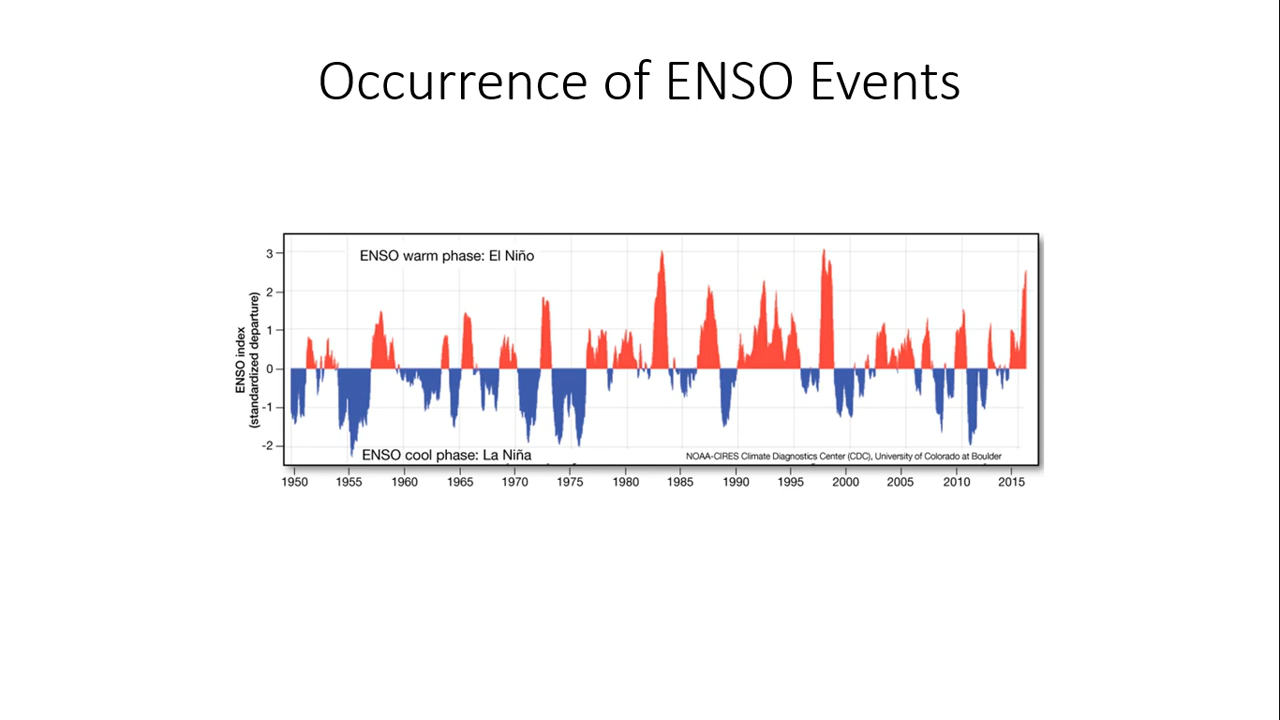 Occurrence of ENSO Events
ENSO warm phase: El Niño
ENSO index
(standardized departure)
3
2
1
0
-1
-2
ENSO cool phase: La Niña
NOAA-CIRES Climate Diagnostics Center (CDC), University of Colorado at Boulder
1950 1955 1960 1965 1970 1975 1980 1985 1990 1995 2000 2005 2010 2015